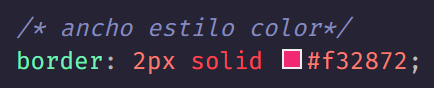 /* ancho estilo color*/
border: 2px solid #f32872;